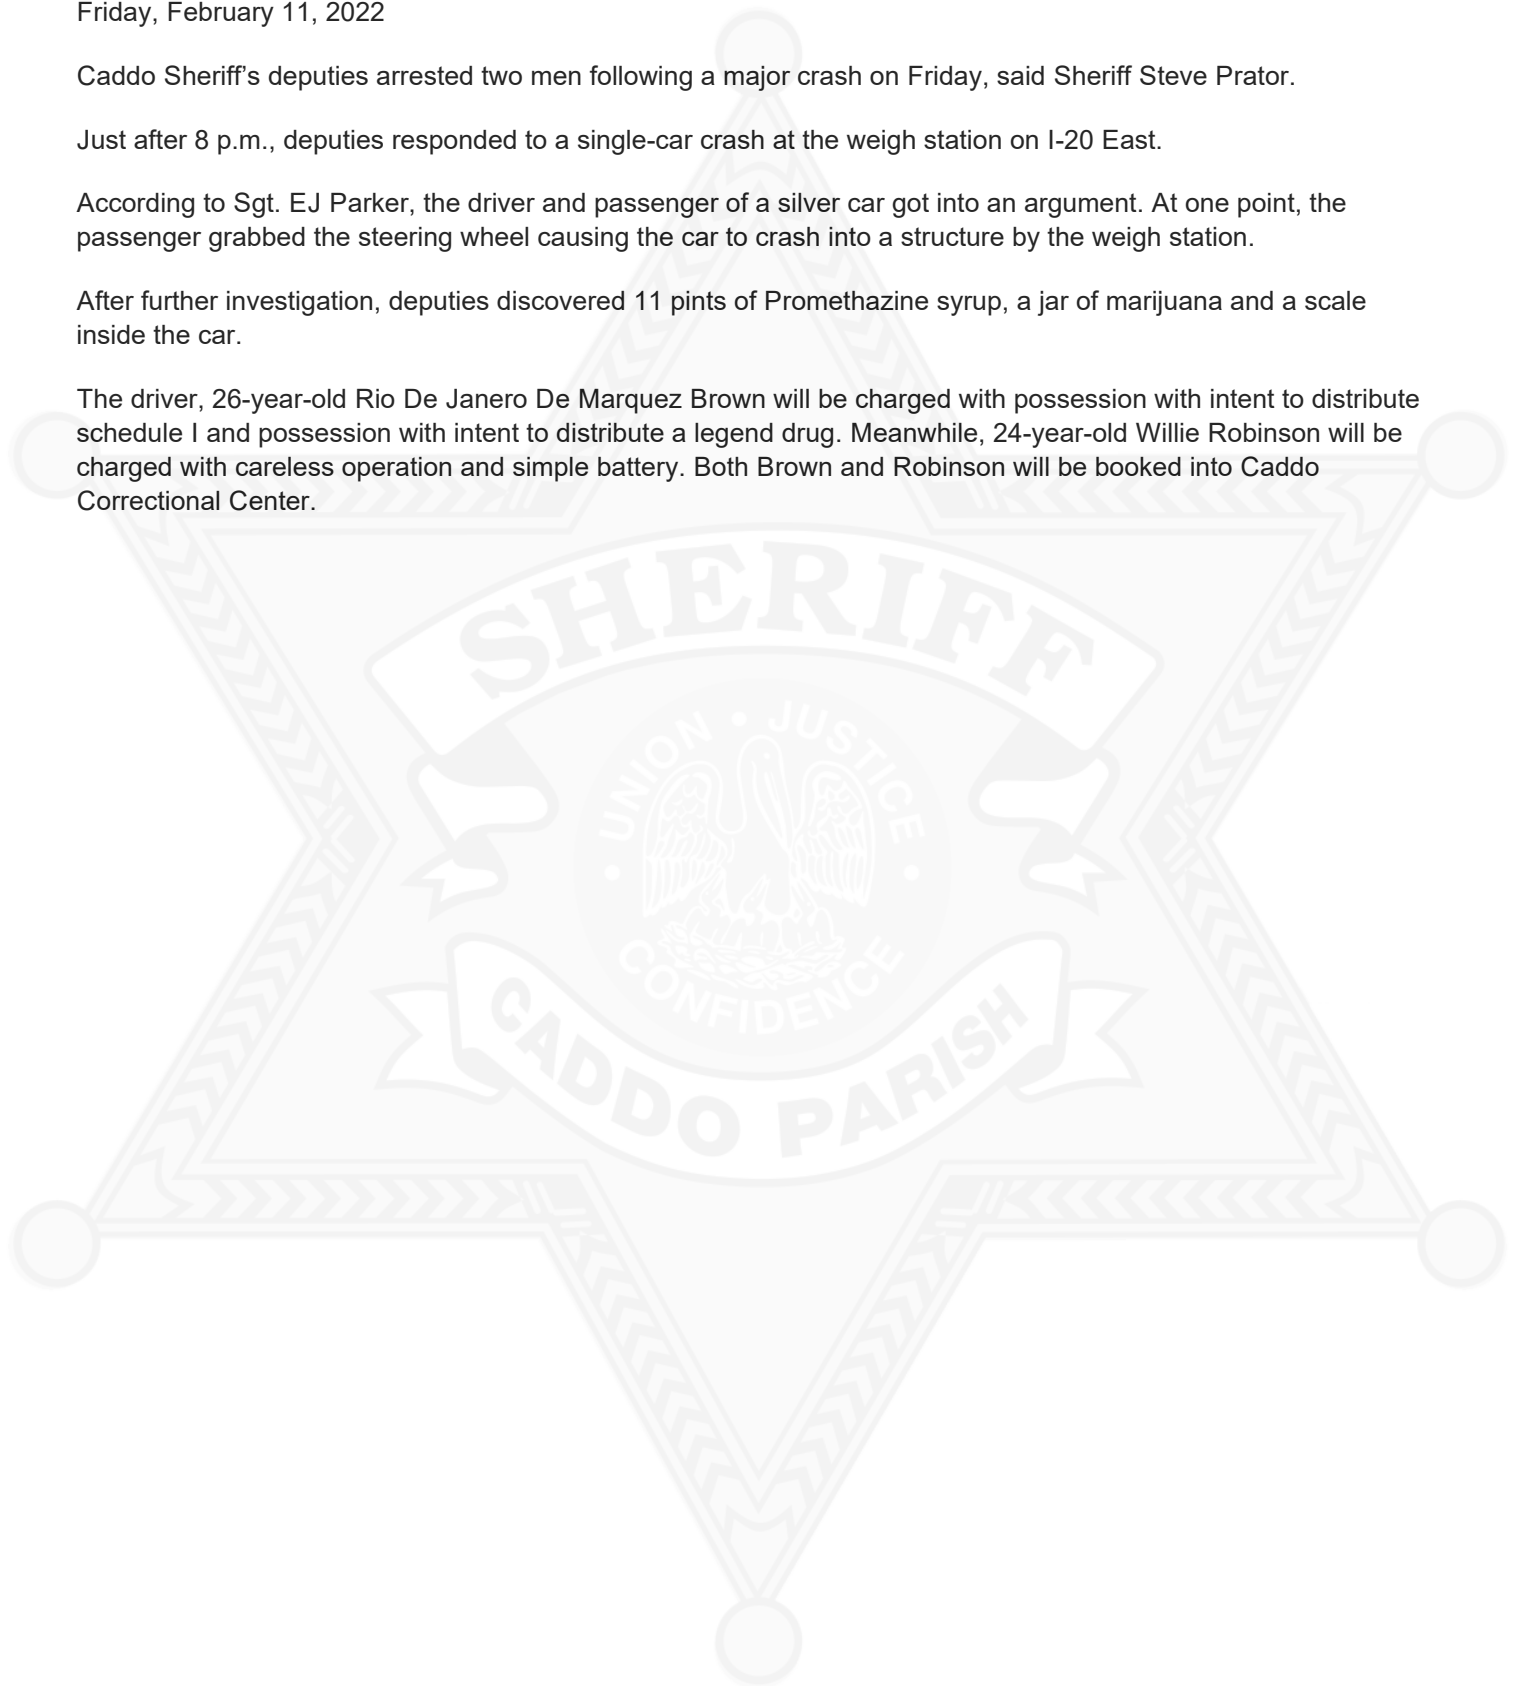 Friday, February 11, 2022
Caddo Sheriff’s deputies arrested two men following a major crash on Friday, said Sheriff Steve Prator.
Just after 8 p.m., deputies responded to a single-car crash at the weigh station on I-20 East.
According to Sgt. EJ Parker, the driver and passenger of a silver car got into an argument. At one point, the
passenger grabbed the steering wheel causing the car to crash into a structure by the weigh station.
After further investigation, deputies discovered 11 pints of Promethazine syrup, a jar of marijuana and a scale
inside the car.
The driver, 26-year-old Rio De Janero De Marquez Brown will be charged with possession with intent to distribute
schedule I and possession with intent to distribute a legend drug. Meanwhile, 24-year-old Willie Robinson will be
charged with careless operation and simple battery. Both Brown and Robinson will be booked into Caddo
Correctional Center.
SHERIFF
UNION • JUSTICE
• CONFIDENCE •
CADDO PARISH